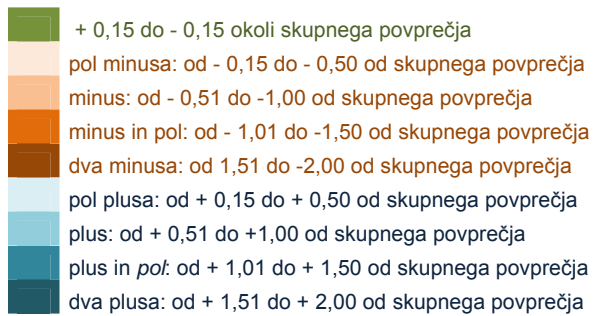 + 0,15 do - 0,15 okoli skupnega povprečja
pol minusa: od - 0,15 do - 0,50 od skupnega povprečja
minus: od - 0,51 do -1,00 od skupnega povprečja
minus in pol: od - 1,01 do -1,50 od skupnega povprečja
dva minusa: od 1,51 do -2,00 od skupnega povprečja
pol plusa: od + 0,15 do + 0,50 od skupnega povprečja
plus: od + 0,51 do +1,00 od skupnega povprečja
plus in pol: od + 1,01 do + 1,50 od skupnega povprečja
dva plusa: od + 1,51 do + 2,00 od skupnega povprečja